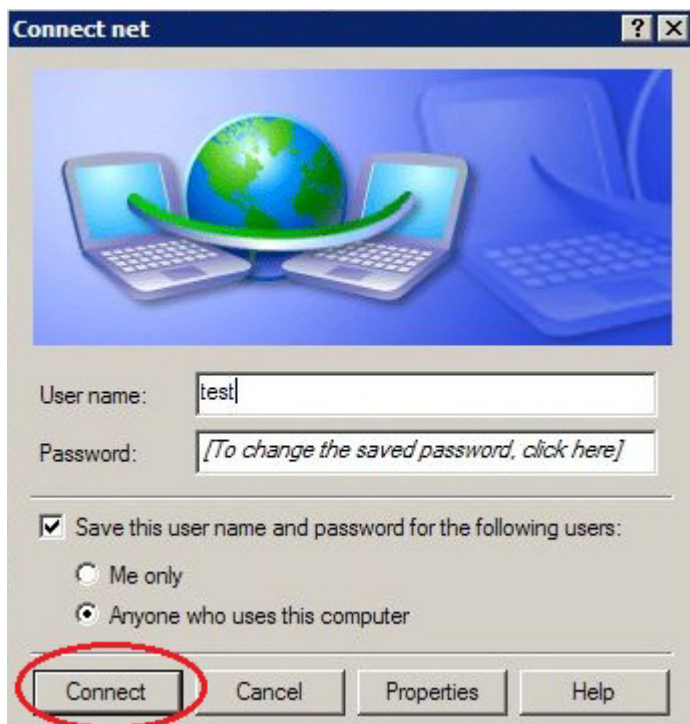 Connect net
User name: test
Password: [To change the saved password, click here]
Save this user name and password for the following users:
Me only
Anyone who uses this computer
Connect Cancel Properties Help